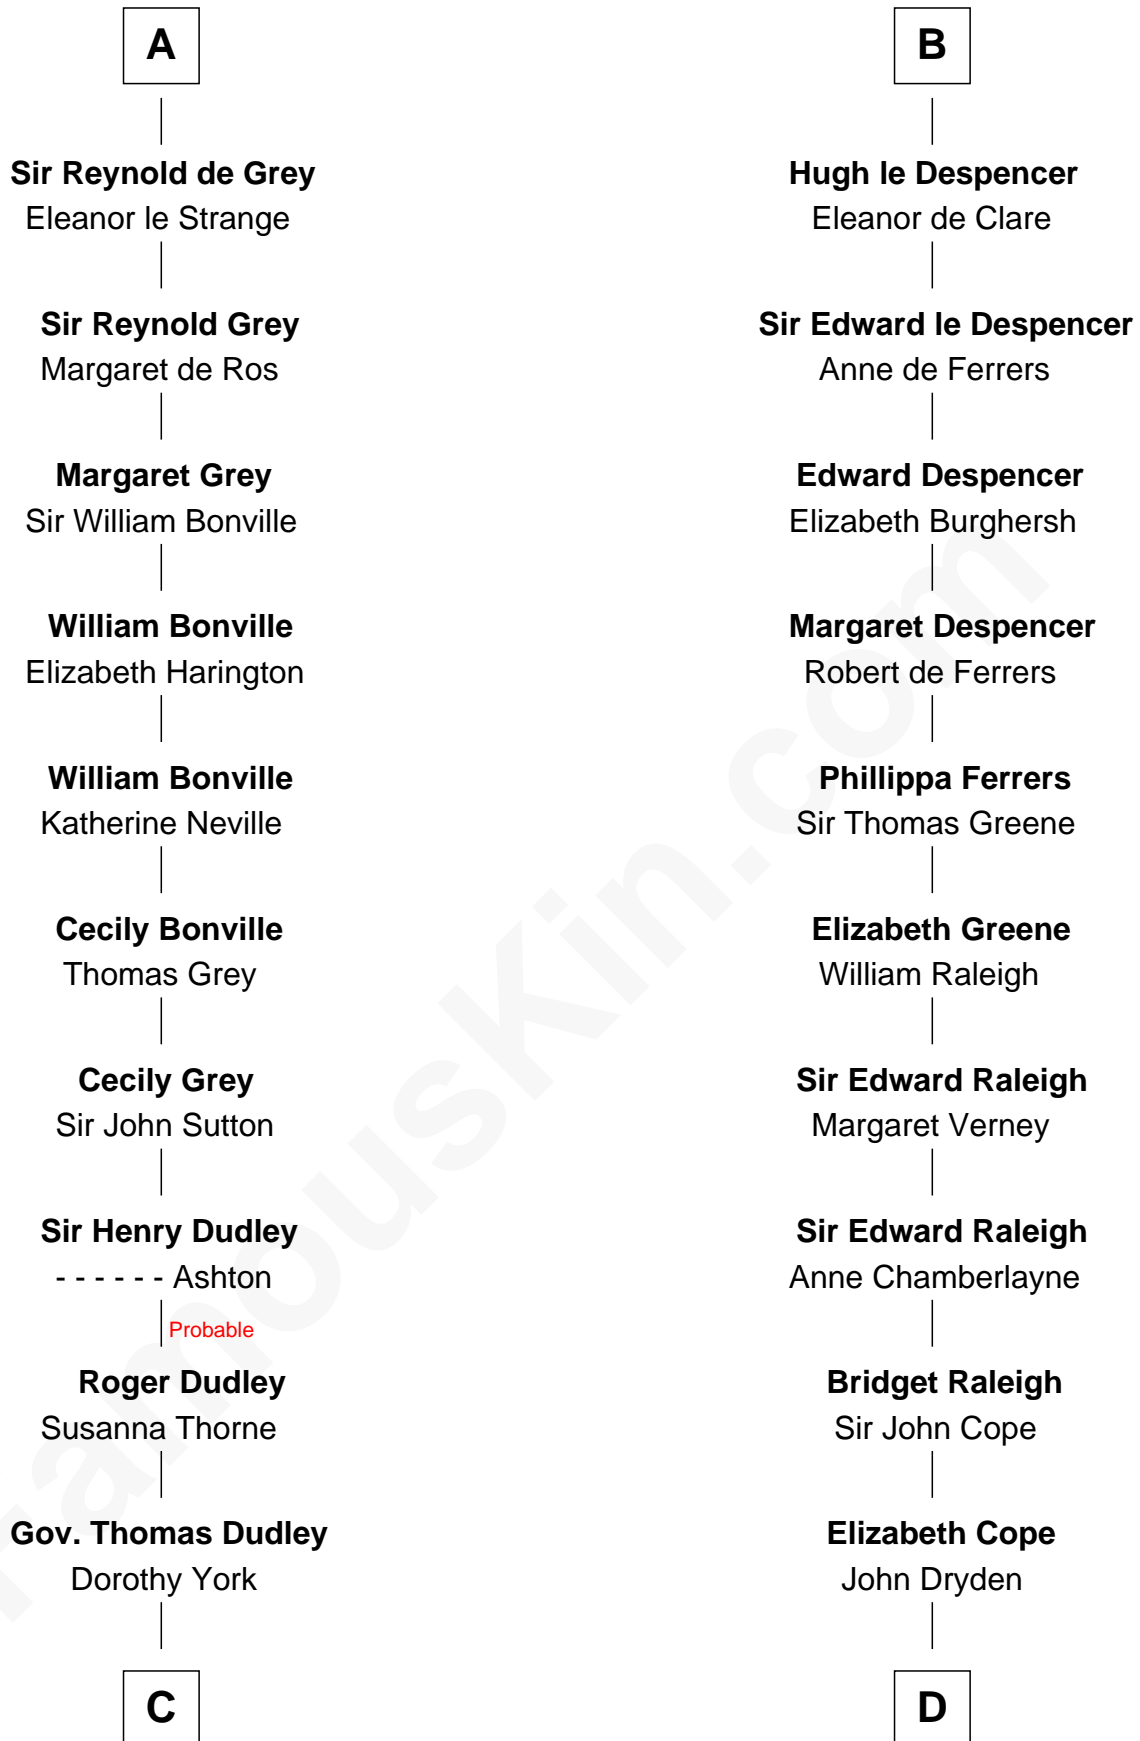 A
Sir Reynold de Grey
Eleanor le Strange
Sir Reynold Grey
Margaret de Ros
Margaret Grey
Sir William Bonville
William Bonville
Elizabeth Harington
William Bonville
Katherine Neville
Cecily Bonville
Thomas Grey
Cecily Grey
Sir John Sutton
Sir Henry Dudley
- - - - - - Ashton
Probable
Roger Dudley
Susanna Thorne
Gov. Thomas Dudley
Dorothy York
C
B
Hugh le Despencer
Eleanor de Clare
Sir Edward le Despencer
Anne de Ferrers
Edward Despencer
Elizabeth Burghersh
Margaret Despencer
Robert de Ferrers
Phillippa Ferrers
Sir Thomas Greene
Elizabeth Greene
William Raleigh
Sir Edward Raleigh
Margaret Verney
Sir Edward Raleigh
Anne Chamberlayne
Bridget Raleigh
Sir John Cope
Elizabeth Cope
John Dryden
D
FamousKin.com